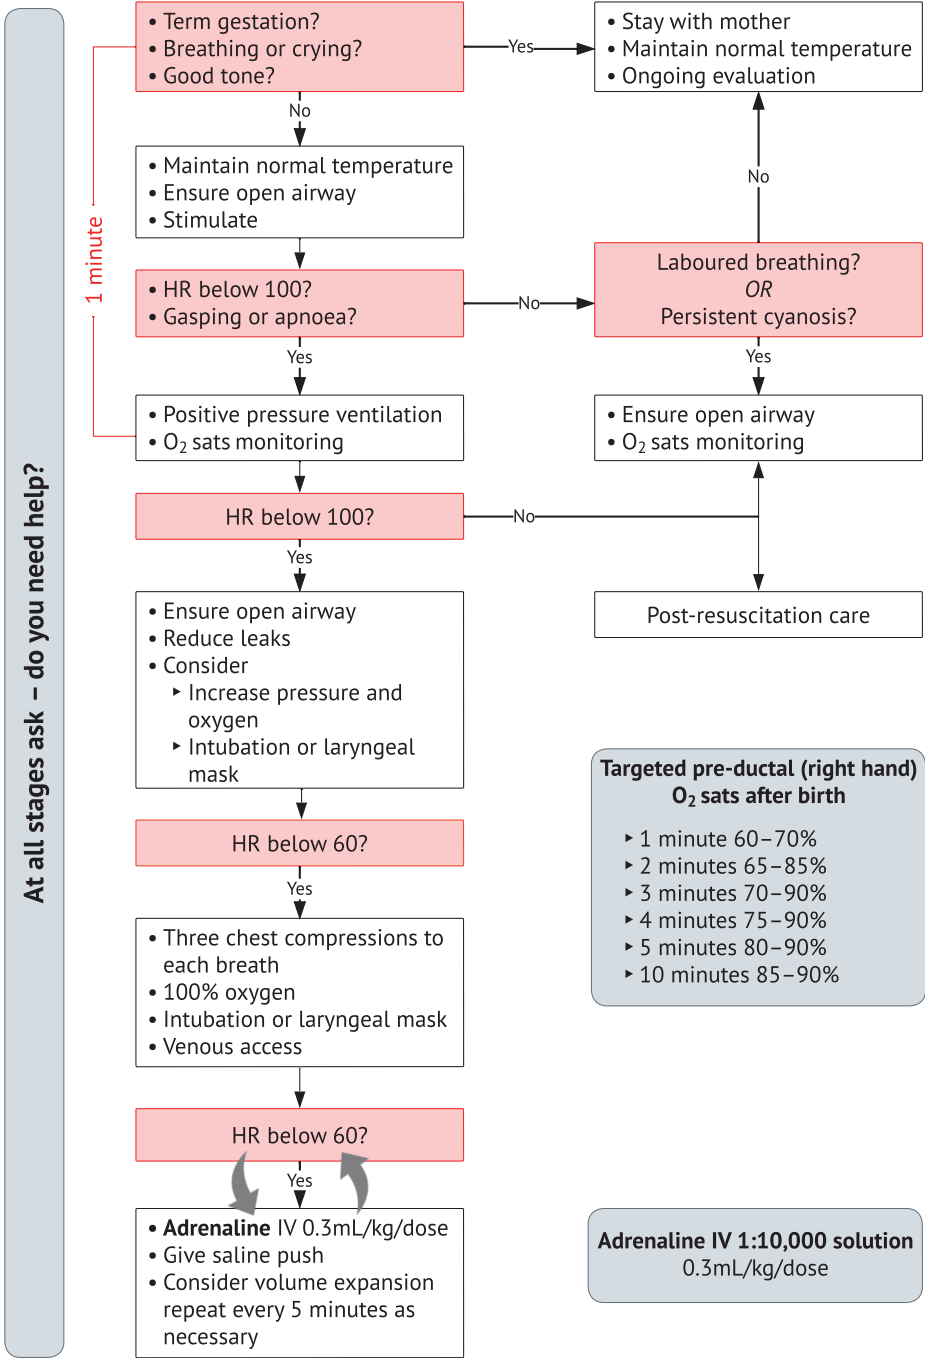 At all stages ask – do you need help?
1 minute
• Term gestation?
• Breathing or crying?
• Good tone?
Yes
• Stay with mother
• Maintain normal temperature
• Ongoing evaluation
No
• Maintain normal temperature
• Ensure open airway
• Stimulate
No
• HR below 100?
• Gasping or apnoea?
No
Laboured breathing?
OR
Persistent cyanosis?
Yes
Yes
• Positive pressure ventilation
• O₂ sats monitoring
• Ensure open airway
• O₂ sats monitoring
HR below 100?
No
Yes
• Ensure open airway
• Reduce leaks
• Consider
▸ Increase pressure and
oxygen
▸ Intubation or laryngeal
mask
Post-resuscitation care
HR below 60?
Yes
Targeted pre-ductal (right hand)
O₂ sats after birth
▸ 1 minute 60–70%
▸ 2 minutes 65–85%
▸ 3 minutes 70–90%
▸ 4 minutes 75–90%
▸ 5 minutes 80–90%
▸ 10 minutes 85–90%
• Three chest compressions to
each breath
• 100% oxygen
• Intubation or laryngeal mask
• Venous access
HR below 60?
Yes
• Adrenaline IV 0.3mL/kg/dose
• Give saline push
• Consider volume expansion
repeat every 5 minutes as
necessary
Adrenaline IV 1:10,000 solution
0.3mL/kg/dose